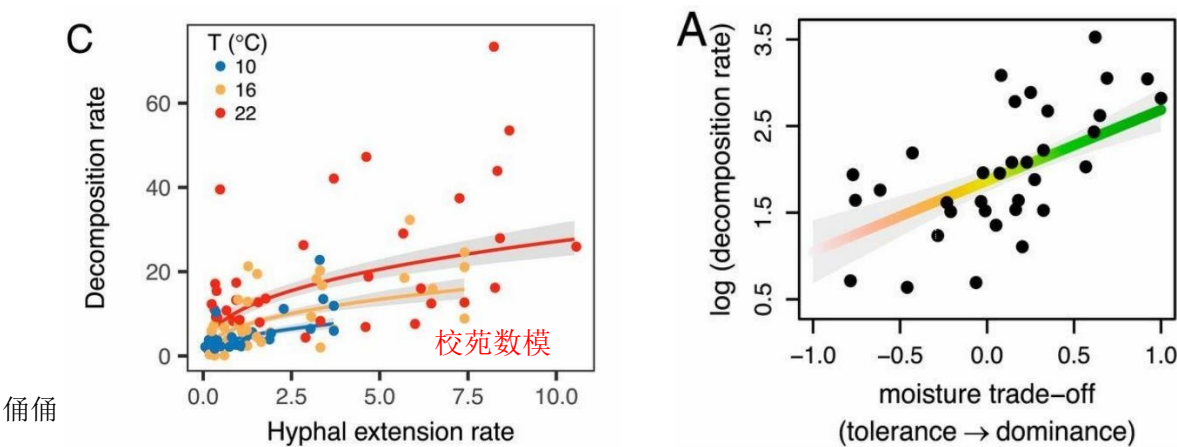 C
T (°C)
10
16
22
Decomposition rate
60
40
20
0
0.0 2.5 5.0 7.5 10.0
Hyphal extension rate
校苑数模
俑俑
A
log (decomposition rate)
3.5
2.5
1.5
0.5
−1.0 −0.5 0.0 0.5 1.0
moisture trade−off
(tolerance → dominance)